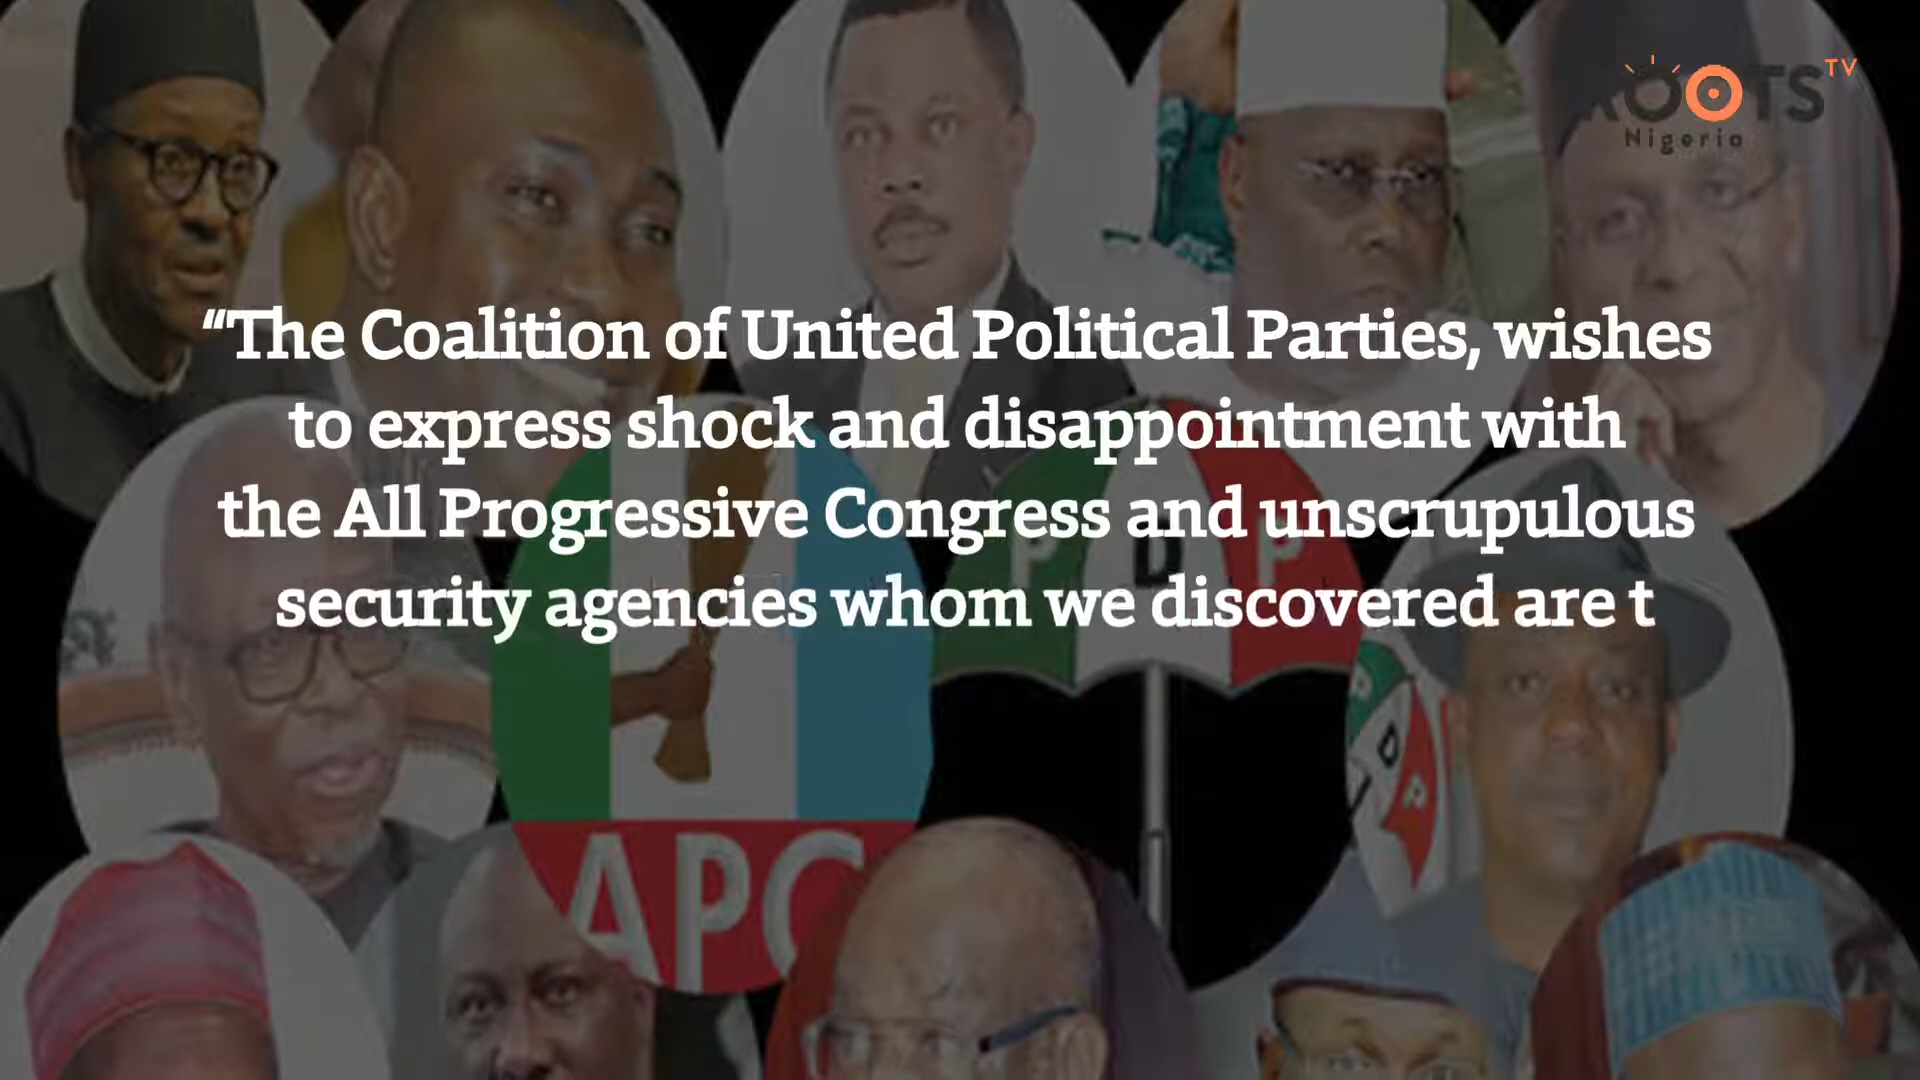 ROOTS TV
Nigeria
“The Coalition of United Political Parties, wishes
to express shock and disappointment with
the All Progressive Congress and unscrupulous
security agencies whom we discovered are t
PDP
PDP
APC